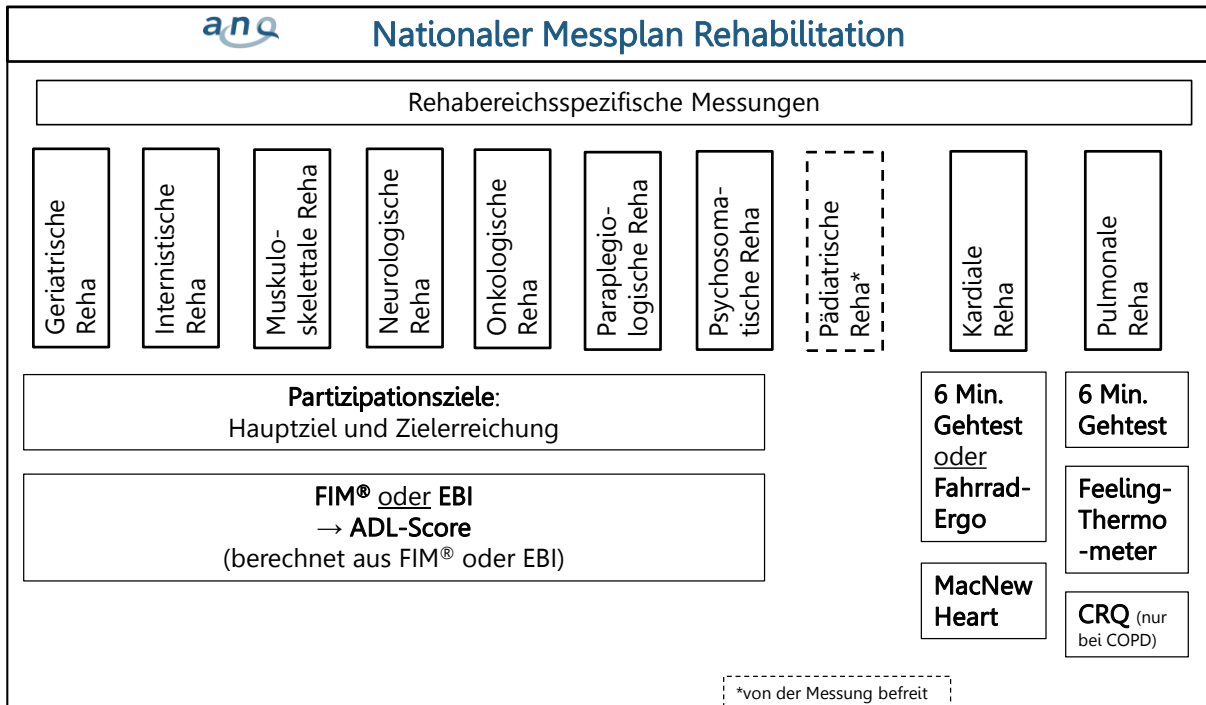 anq
Nationaler Messplan Rehabilitation
Rehabereichsspezifische Messungen
Geriatrische
Reha
Internistische
Reha
Muskulo-
skelettale Reha
Neurologische
Reha
Onkologische
Reha
Paraplegio-
logische Reha
Psychosoma-
tische Reha
Pädiatrische
Reha*
Kardiale
Reha
Pulmonale
Reha
Partizipationsziele:
Hauptziel und Zielerreichung
FIM® oder EBI
→ ADL-Score
(berechnet aus FIM® oder EBI)
6 Min.
Gehtest
oder
Fahrrad-
Ergo
MacNew
Heart
6 Min.
Gehtest
Feeling-
Thermo
-meter
CRQ (nur
bei COPD)
*von der Messung befreit